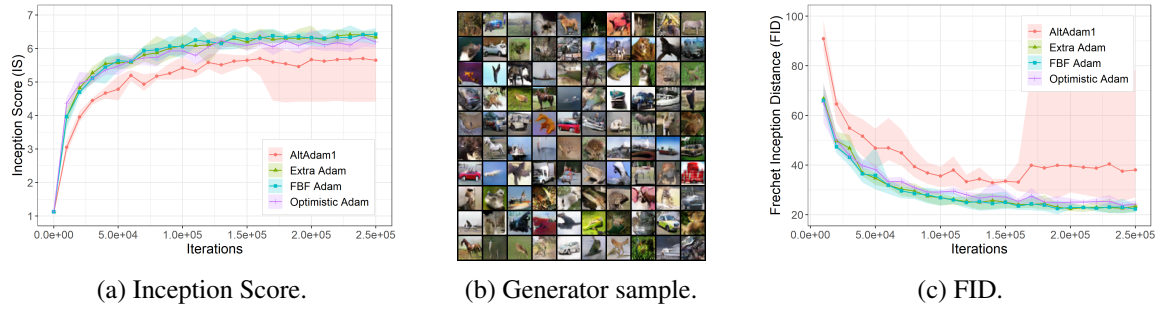 Inception Score (IS)
7
6
5
4
3
2
1
0.0e+00 5.0e+04 1.0e+05 1.5e+05 2.0e+05 2.5e+05
Iterations
AltAdam1
Extra Adam
FBF Adam
Optimistic Adam
(a) Inception Score.
(b) Generator sample.
Frechet Inception Distance (FID)
100
80
60
40
20
0.0e+00 5.0e+04 1.0e+05 1.5e+05 2.0e+05 2.5e+05
Iterations
AltAdam1
Extra Adam
FBF Adam
Optimistic Adam
(c) FID.